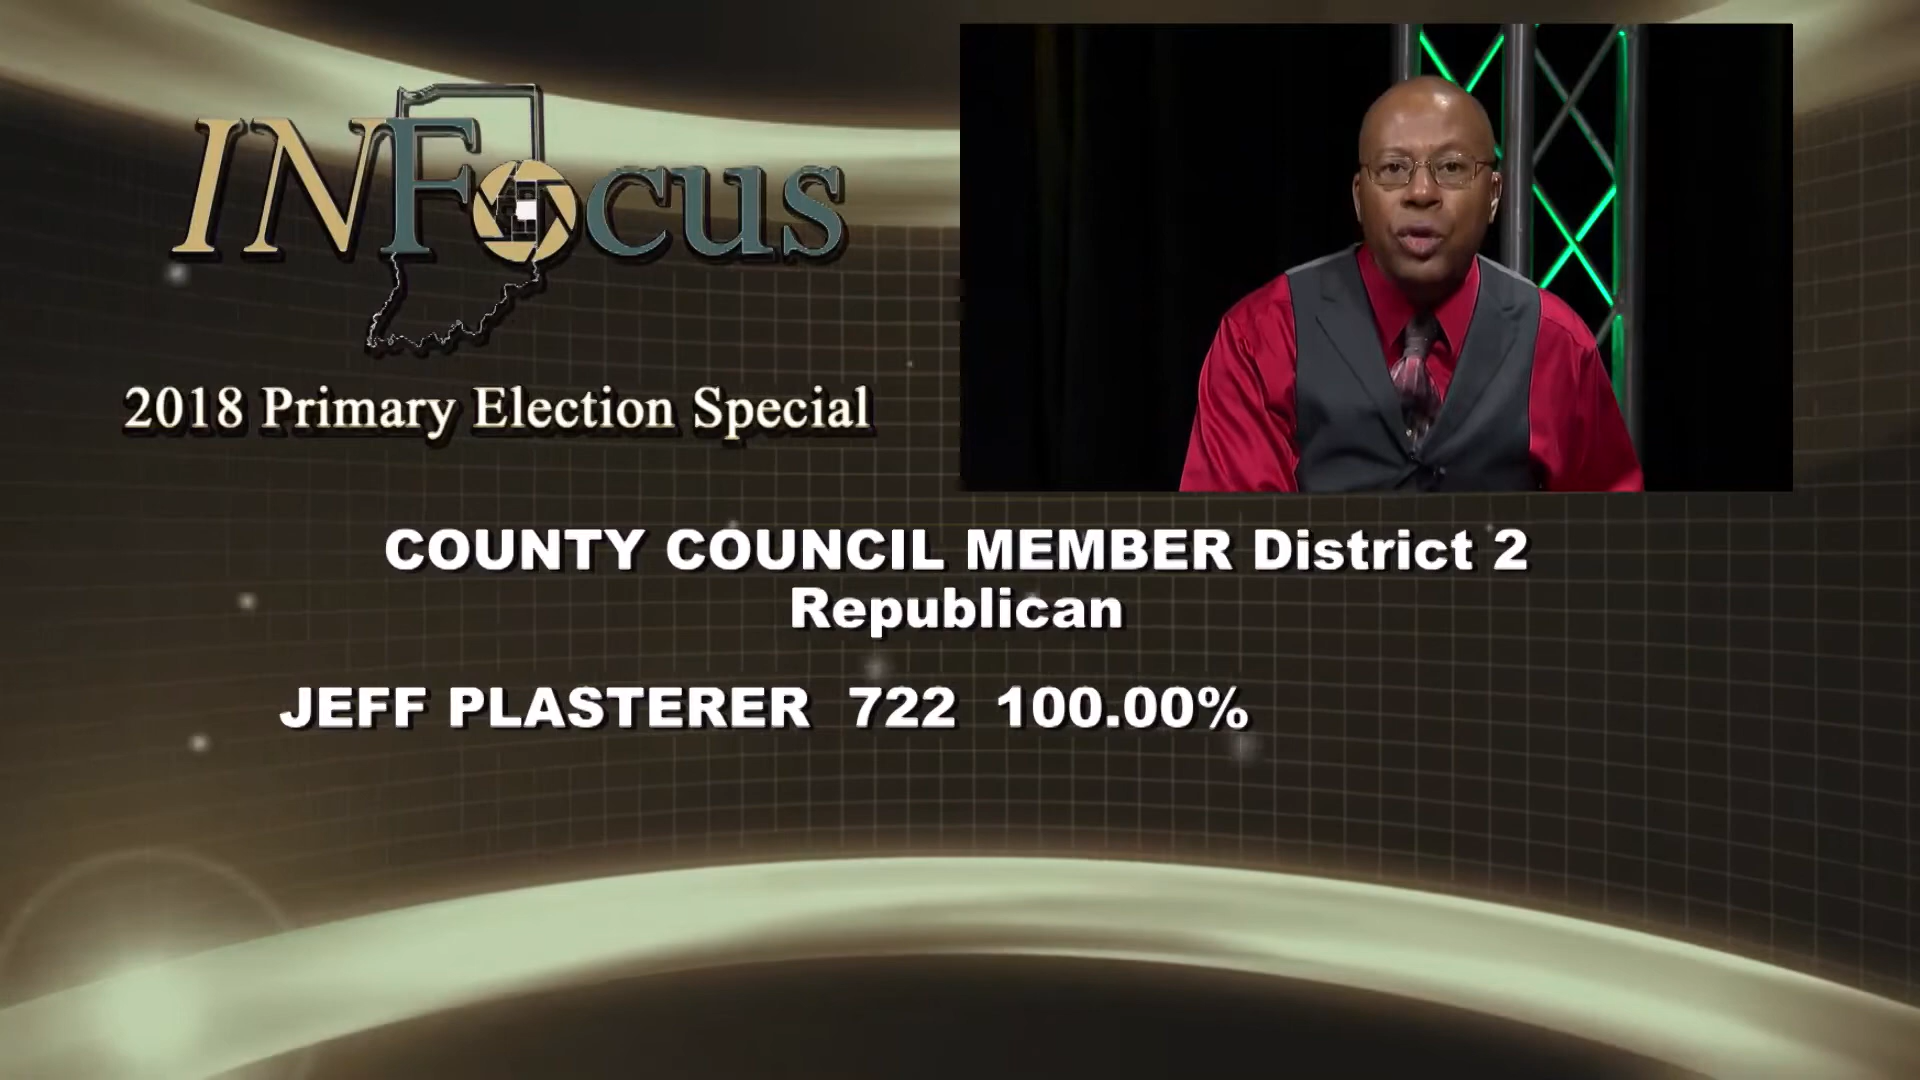 INFocus
2018 Primary Election Special
COUNTY COUNCIL MEMBER District 2
Republican
JEFF PLASTERER 722 100.00%